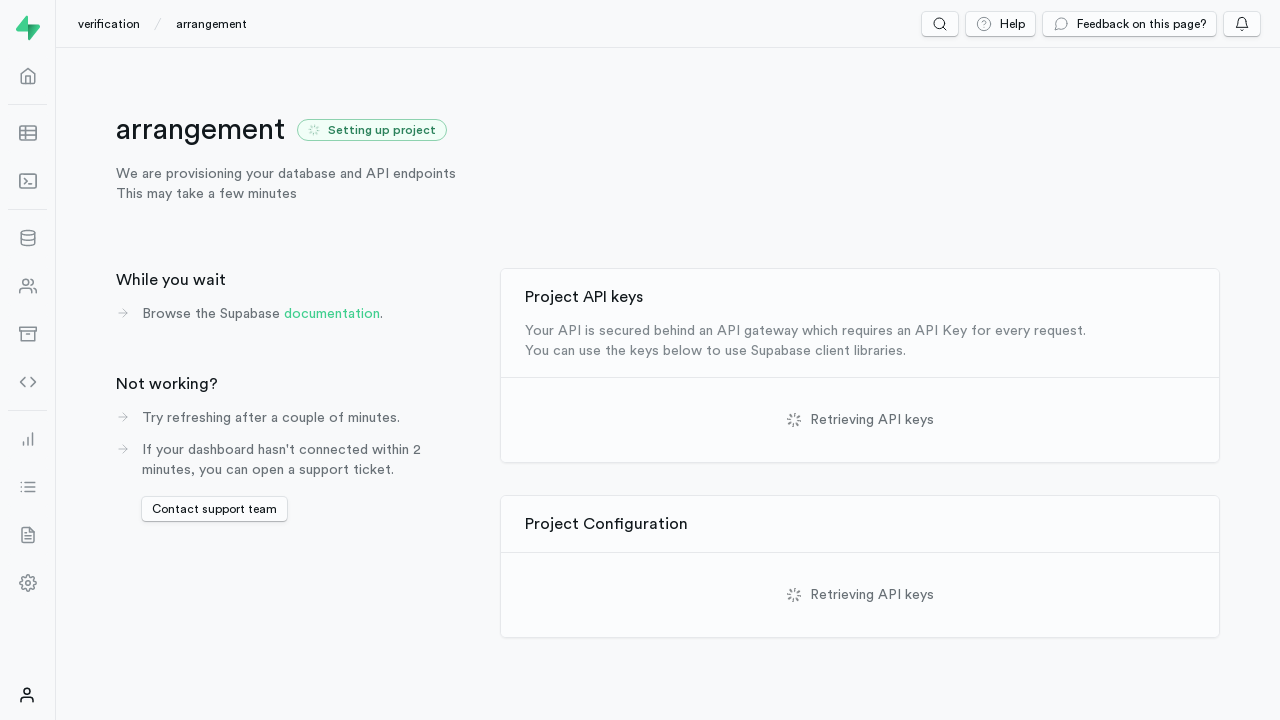 verification / arrangement
Help
Feedback on this page?
arrangement
Setting up project
We are provisioning your database and API endpoints
This may take a few minutes
While you wait
Browse the Supabase documentation.
Not working?
Try refreshing after a couple of minutes.
If your dashboard hasn't connected within 2
minutes, you can open a support ticket.
Contact support team
Project API keys
Your API is secured behind an API gateway which requires an API Key for every request.
You can use the keys below to use Supabase client libraries.
Retrieving API keys
Project Configuration
Retrieving API keys